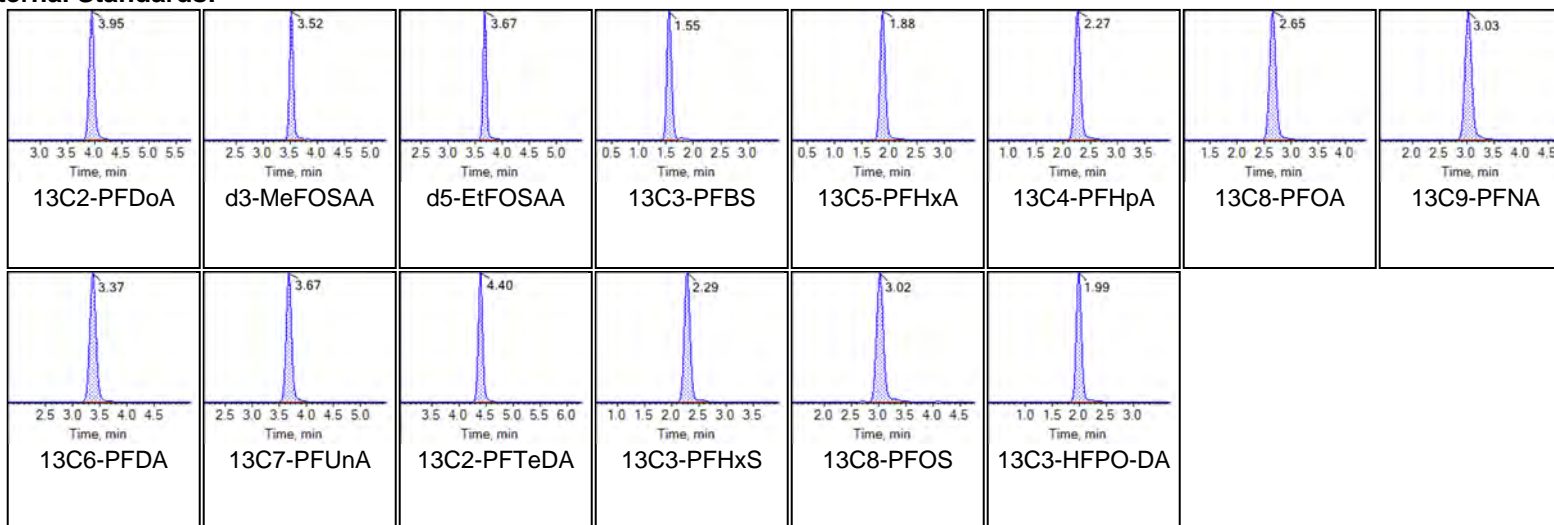 ternal Standards:
3.95
3.0 3.5 4.0 4.5 5.0 5.5
Time, min
13C2-PFDoA
3.52
2.5 3.0 3.5 4.0 4.5 5.0
Time, min
d3-MeFOSAA
3.67
2.5 3.0 3.5 4.0 4.5 5.0
Time, min
d5-EtFOSAA
1.55
0.5 1.0 1.5 2.0 2.5 3.0
Time, min
13C3-PFBS
1.88
0.5 1.0 1.5 2.0 2.5 3.0
Time, min
13C5-PFHxA
2.27
1.0 1.5 2.0 2.5 3.0 3.5
Time, min
13C4-PFHpA
2.65
1.5 2.0 2.5 3.0 3.5 4.0
Time, min
13C8-PFOA
3.03
2.0 2.5 3.0 3.5 4.0 4.5
Time, min
13C9-PFNA
3.37
2.5 3.0 3.5 4.0 4.5
Time, min
13C6-PFDA
3.67
2.5 3.0 3.5 4.0 4.5 5.0
Time, min
13C7-PFUnA
4.40
3.5 4.0 4.5 5.0 5.5 6.0
Time, min
13C2-PFTeDA
2.29
1.0 1.5 2.0 2.5 3.0 3.5
Time, min
13C3-PFHxS
3.02
2.0 2.5 3.0 3.5 4.0 4.5
Time, min
13C8-PFOS
1.99
1.0 1.5 2.0 2.5 3.0
Time, min
13C3-HFPO-DA